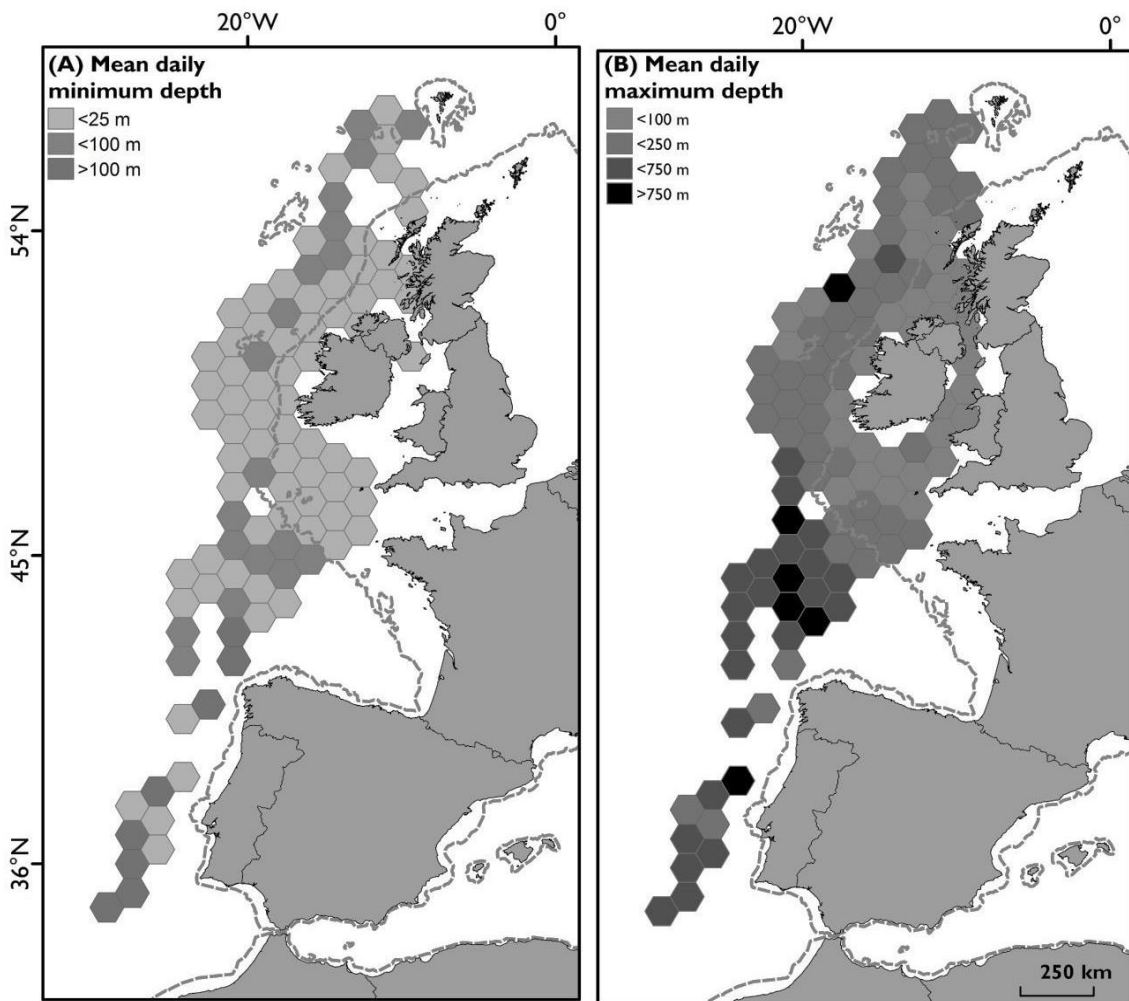 20°W
0°
20°W
0°
(A) Mean daily
minimum depth
<25 m
<100 m
>100 m
(B) Mean daily
maximum depth
<100 m
<250 m
<750 m
>750 m
54°N
45°N
36°N
250 km